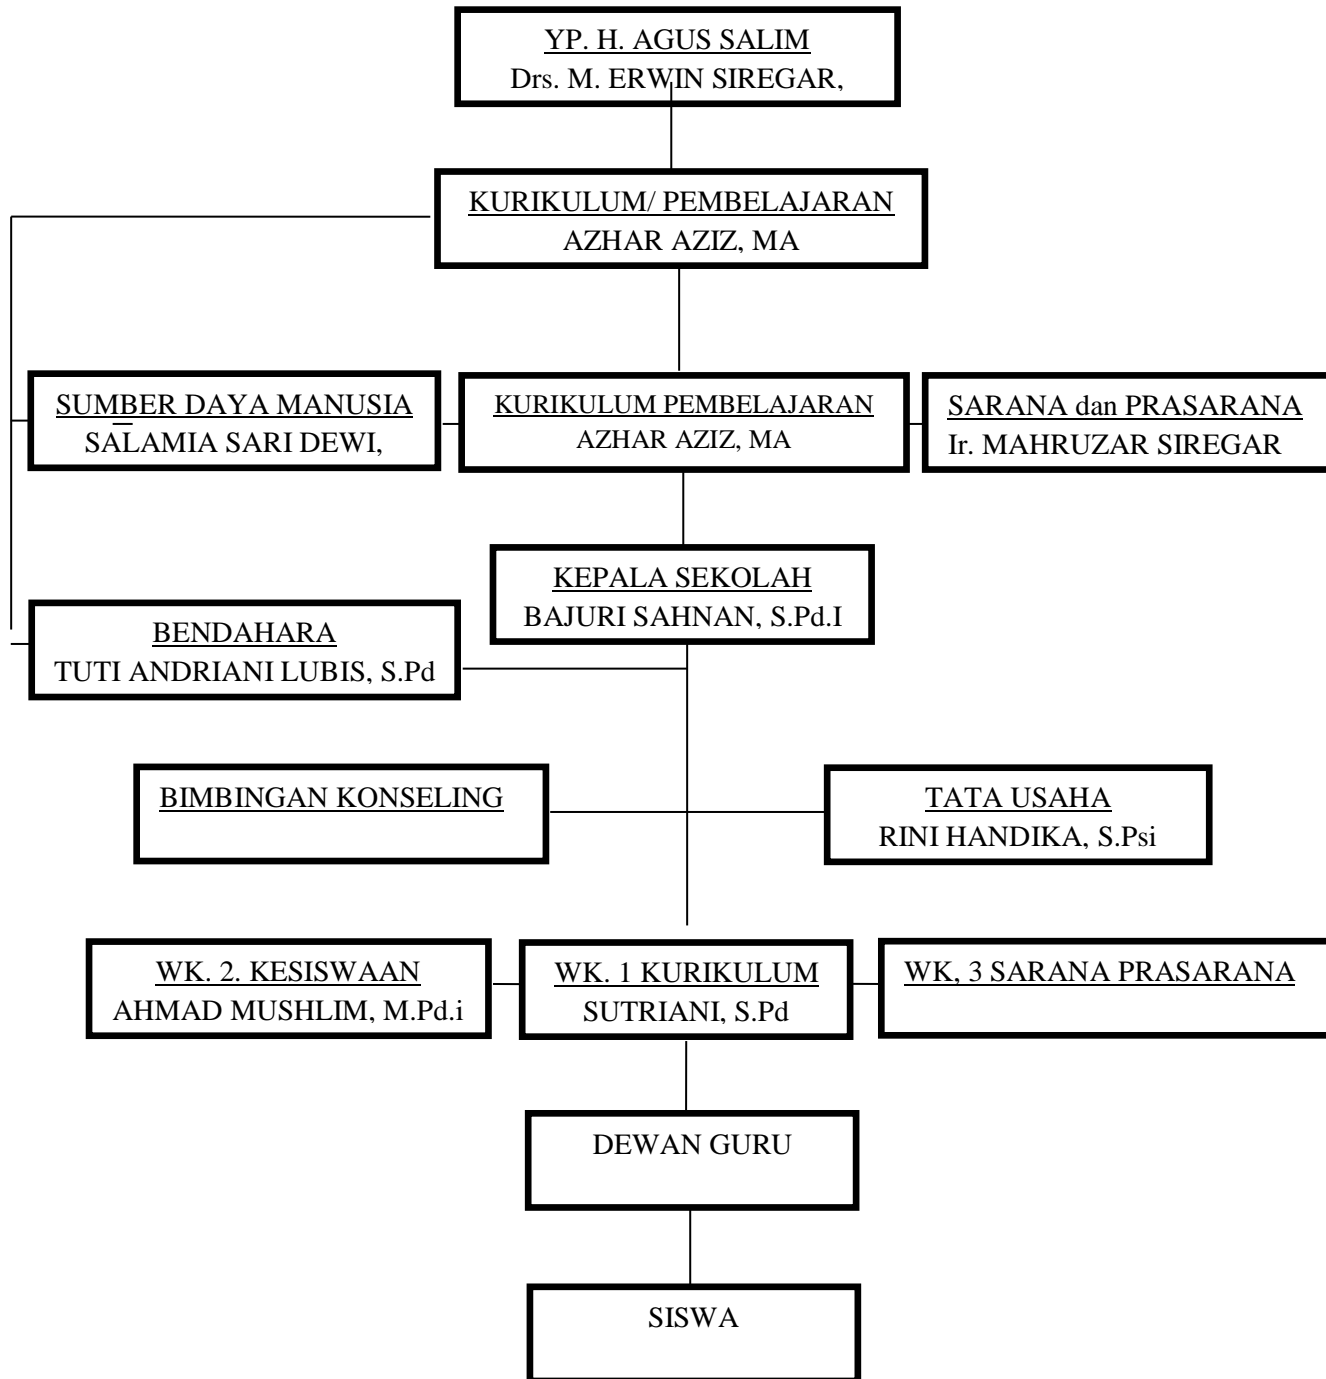 YP. H. AGUS SALIM
Drs. M. ERWIN SIREGAR,
KURIKULUM/ PEMBELAJARAN
AZHAR AZIZ, MA
SUMBER DAYA MANUSIA
SALAMIA SARI DEWI,
KURIKULUM PEMBELAJARAN
AZHAR AZIZ, MA
SARANA dan PRASARANA
Ir. MAHRUZAR SIREGAR
KEPALA SEKOLAH
BAJURI SAHNAN, S.Pd.I
BENDAHARA
TUTI ANDRIANI LUBIS, S.Pd
BIMBINGAN KONSELING
TATA USAHA
RINI HANDIKA, S.Psi
WK. 2. KESISWAAN
AHMAD MUSHLIM, M.Pd.i
WK. 1 KURIKULUM
SUTRIANI, S.Pd
WK, 3 SARANA PRASARANA
DEWAN GURU
SISWA